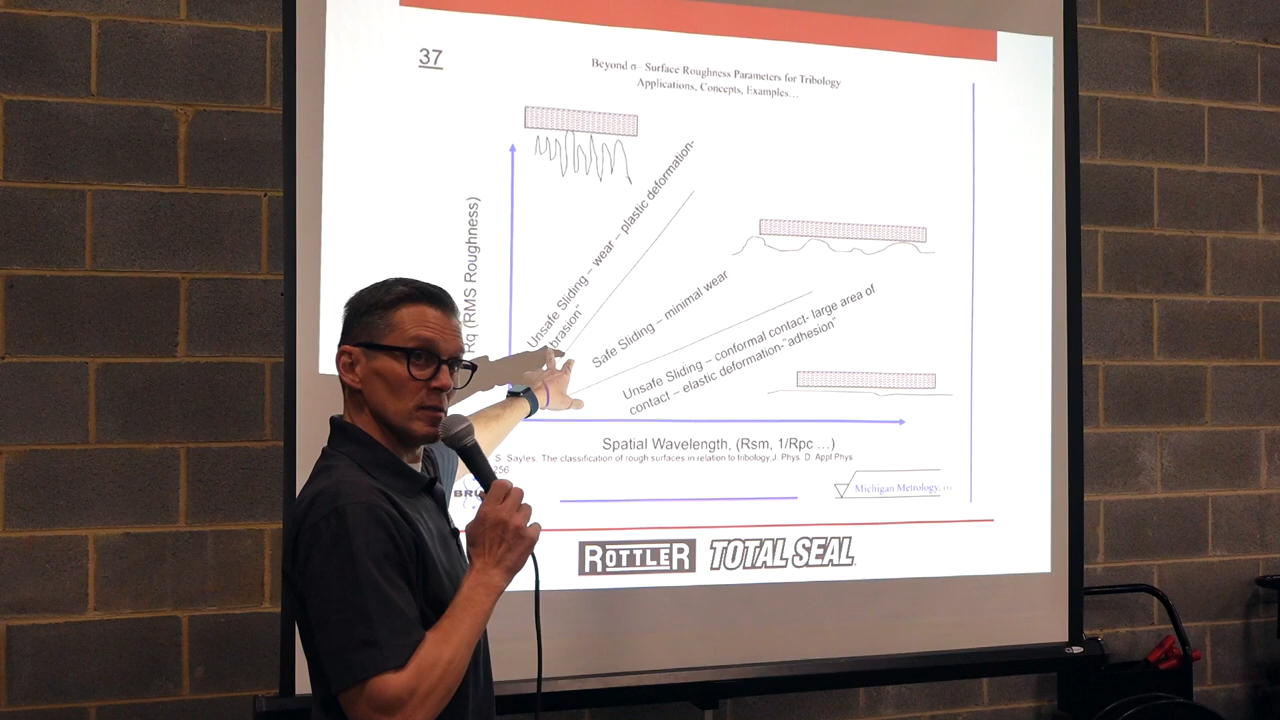 37
Beyond σ– Surface Roughness Parameters for Tribology
Applications, Concepts, Examples…
Rq (RMS Roughness)
Unsafe Sliding – wear – plastic deformation-
brasion"
Safe Sliding – minimal wear
Unsafe Sliding – conformal contact- large area of
contact – elastic deformation-"adhesion"
Spatial Wavelength, (Rsm, 1/Rpc …)
S. Sayles. The classification of rough surfaces in relation to tribology,J. Phys. D. Appl Phys
256
BRU
Michigan Metrology,
ROTTLER TOTAL SEAL